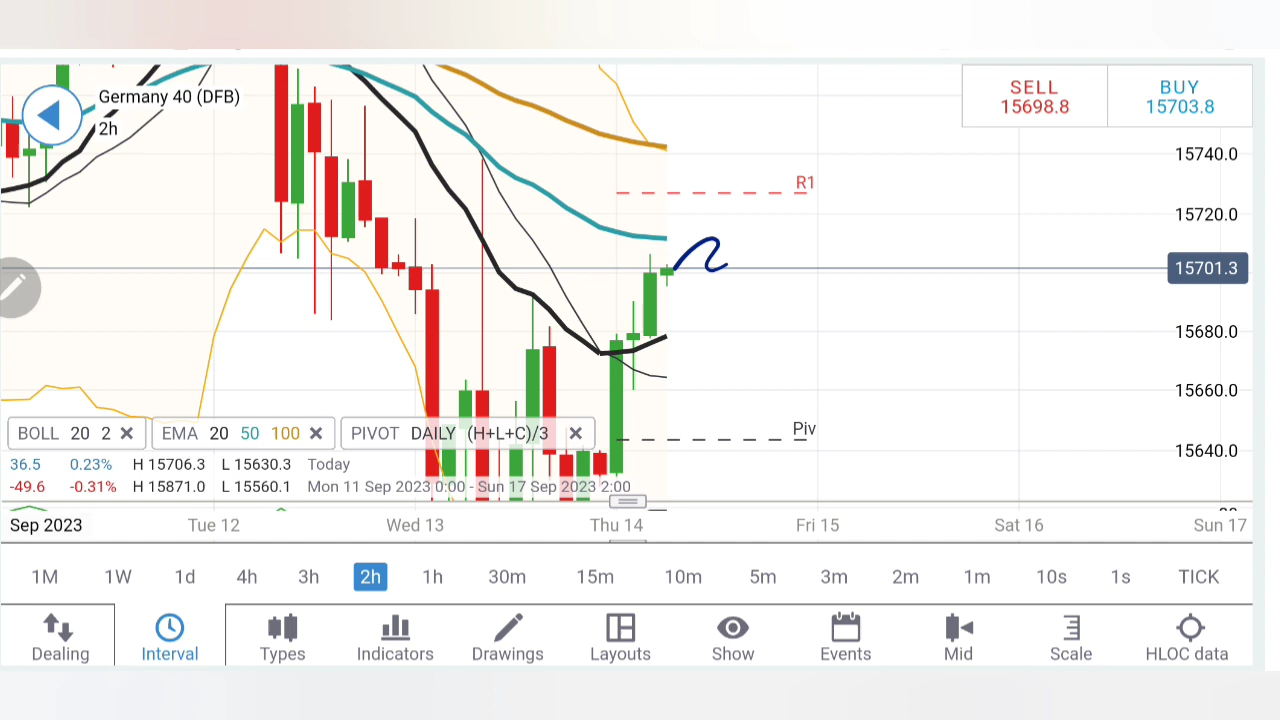 Germany 40 (DFB)
2h
SELL
15698.8
BUY
15703.8
15740.0
R1
15720.0
15701.3
15680.0
15660.0
Piv
15640.0
BOLL 20 2
EMA 20 50 100
PIVOT DAILY (H+L+C)/3
36.5 0.23% H 15706.3 L 15630.3 Today
-49.6 -0.31% H 15871.0 L 15560.1 Mon 11 Sep 2023 0:00 - Sun 17 Sep 2023 2:00
Sep 2023 Tue 12 Wed 13 Thu 14 Fri 15 Sat 16 Sun 17
1M 1W 1d 4h 3h 2h 1h 30m 15m 10m 5m 3m 2m 1m 10s 1s TICK
Dealing Interval Types Indicators Drawings Layouts Show Events Mid Scale HLOC data